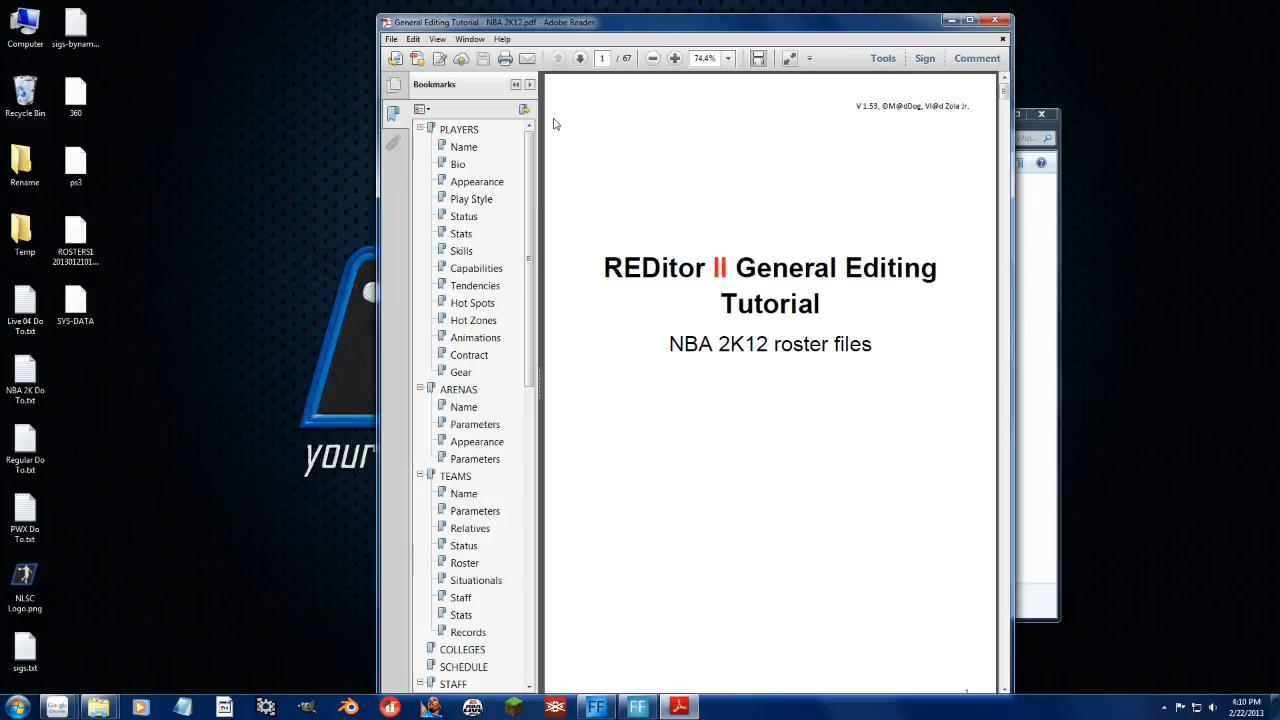 General Editing Tutorial - NBA 2K12.pdf - Adobe Reader
File Edit View Window Help
1 / 67 74.4% Tools Sign Comment
Bookmarks
PLAYERS
Name
Bio
Appearance
Play Style
Status
Stats
Skills
Capabilities
Tendencies
Hot Spots
Hot Zones
Animations
Contract
Gear
ARENAS
Name
Parameters
Appearance
Parameters
TEAMS
Name
Parameters
Relatives
Status
Roster
Situationals
Staff
Stats
Records
COLLEGES
SCHEDULE
STAFF
V 1.53, ©M@dDog, Vl@d Zola Jr.
REDitor II General Editing
Tutorial
NBA 2K12 roster files
1
Computer
sigs-bynam...
Recycle Bin
360
Rename
ps3
Temp
ROSTERS1
2013012101...
Live 04 Do
To.txt
SYS-DATA
NBA 2K Do
To.txt
Regular Do
To.txt
PWX Do
To.txt
NLSC
Logo.png
sigs.txt
your
4:10 PM
2/22/2013